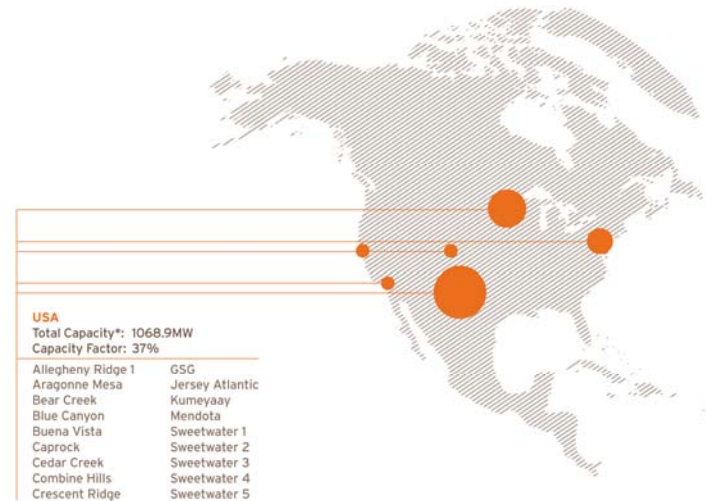 USA
Total Capacity*: 1068.9MW
Capacity Factor: 37%
Allegheny Ridge 1 GSG
Aragonne Mesa Jersey Atlantic
Bear Creek Kumeyaay
Blue Canyon Mendota
Buena Vista Sweetwater 1
Caprock Sweetwater 2
Cedar Creek Sweetwater 3
Combine Hills Sweetwater 4
Crescent Ridge Sweetwater 5